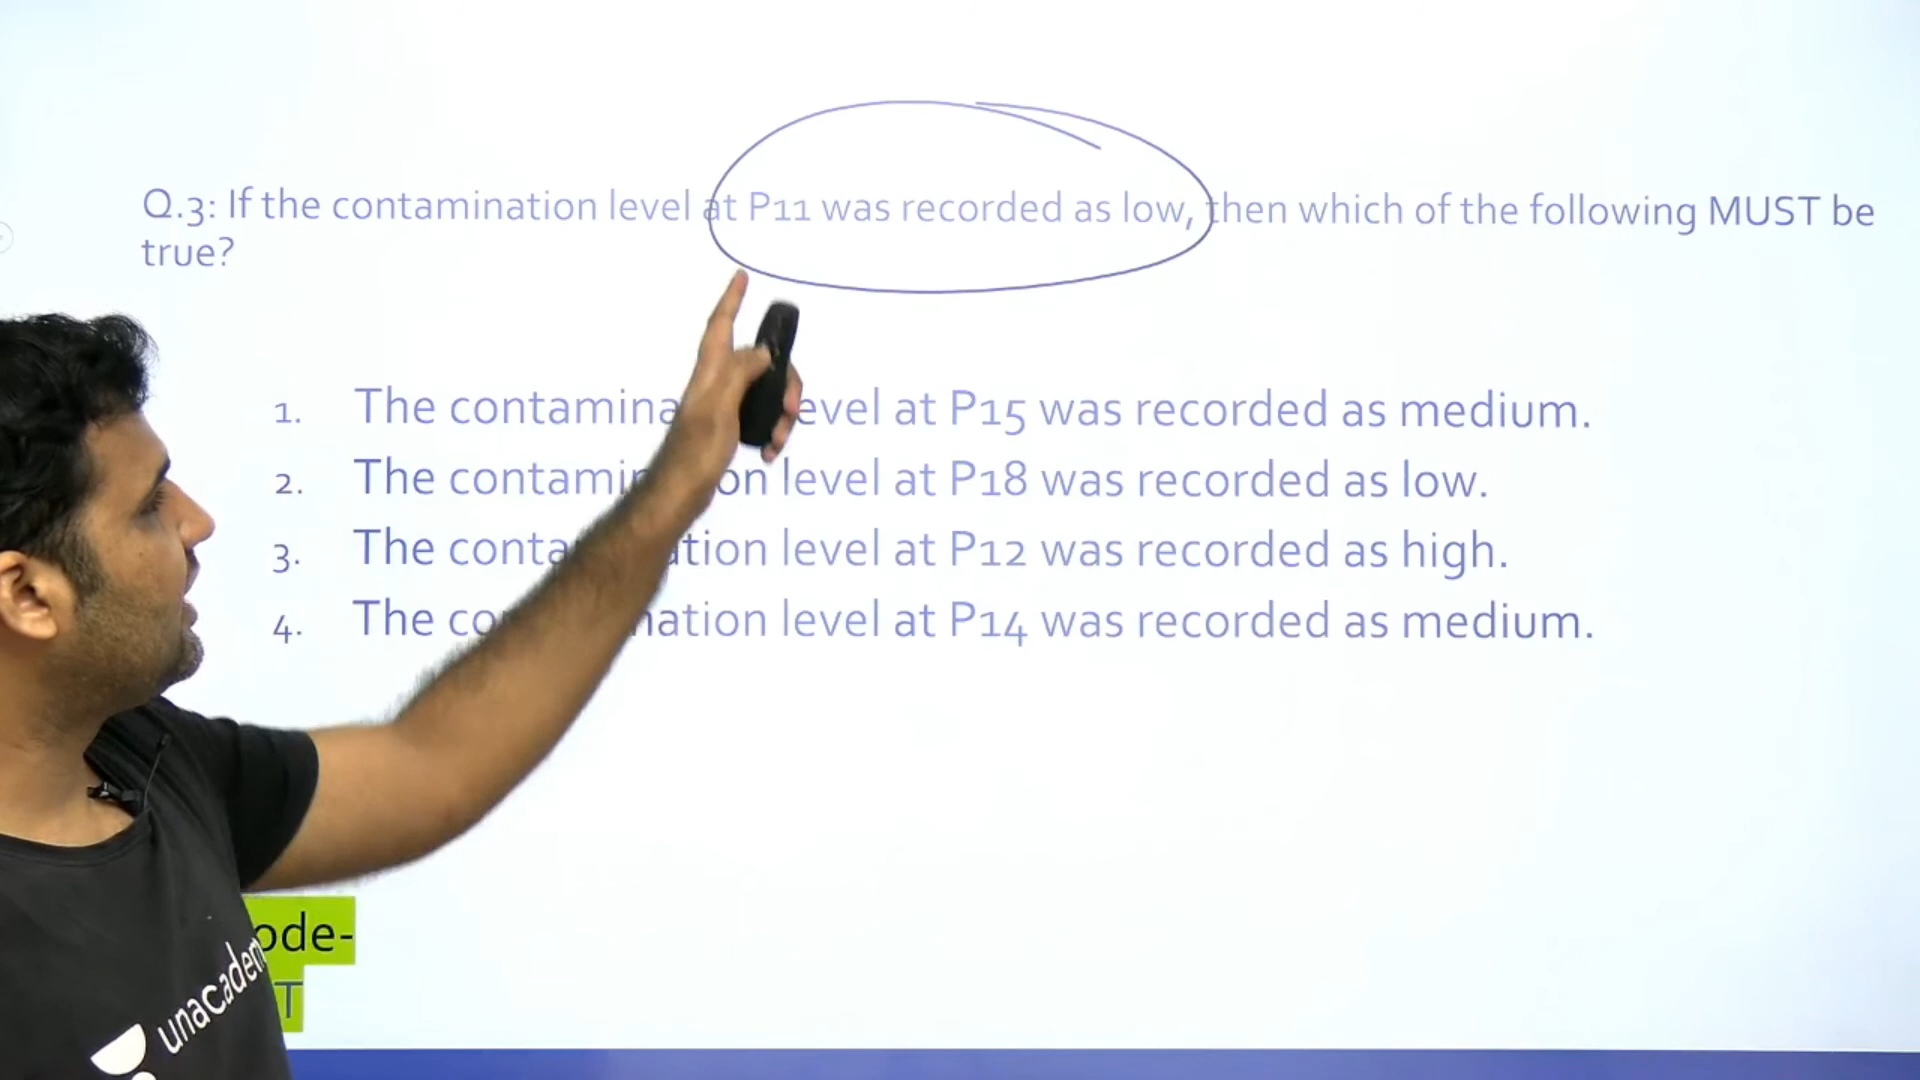 Q.3: If the contamination level at P11 was recorded as low, then which of the following MUST be
true?
1. The contamina evel at P15 was recorded as medium.
2. The contami on level at P18 was recorded as low.
3. The conta tion level at P12 was recorded as high.
4. The co nation level at P14 was recorded as medium.
ode-
T
unacadem